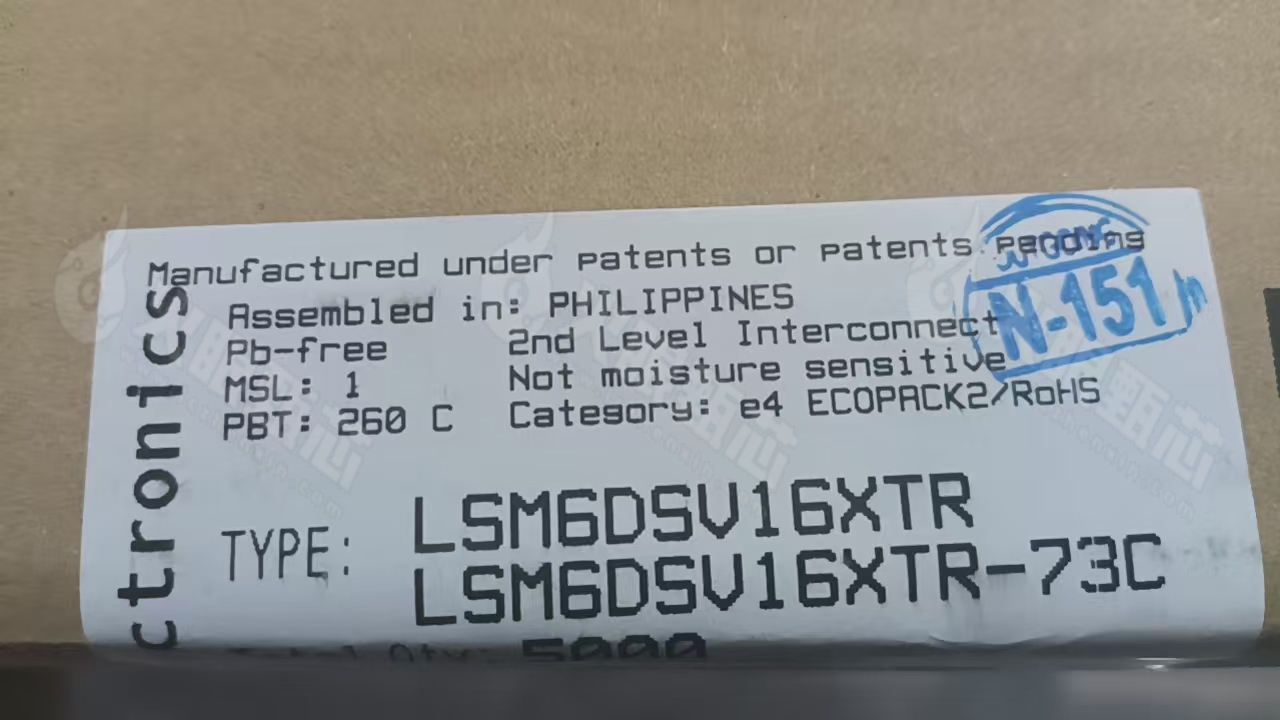 Manufactured under patents or patents pending
Assembled in: PHILIPPINES
Pb-free 2nd Level Interconnect
MSL: 1 Not moisture sensitive
PBT: 260 C Category: e4 ECOPACK2/RoHS
TYPE: LSM6DSV16XTR
LSM6DSV16XTR-73C
ctronics
N-151